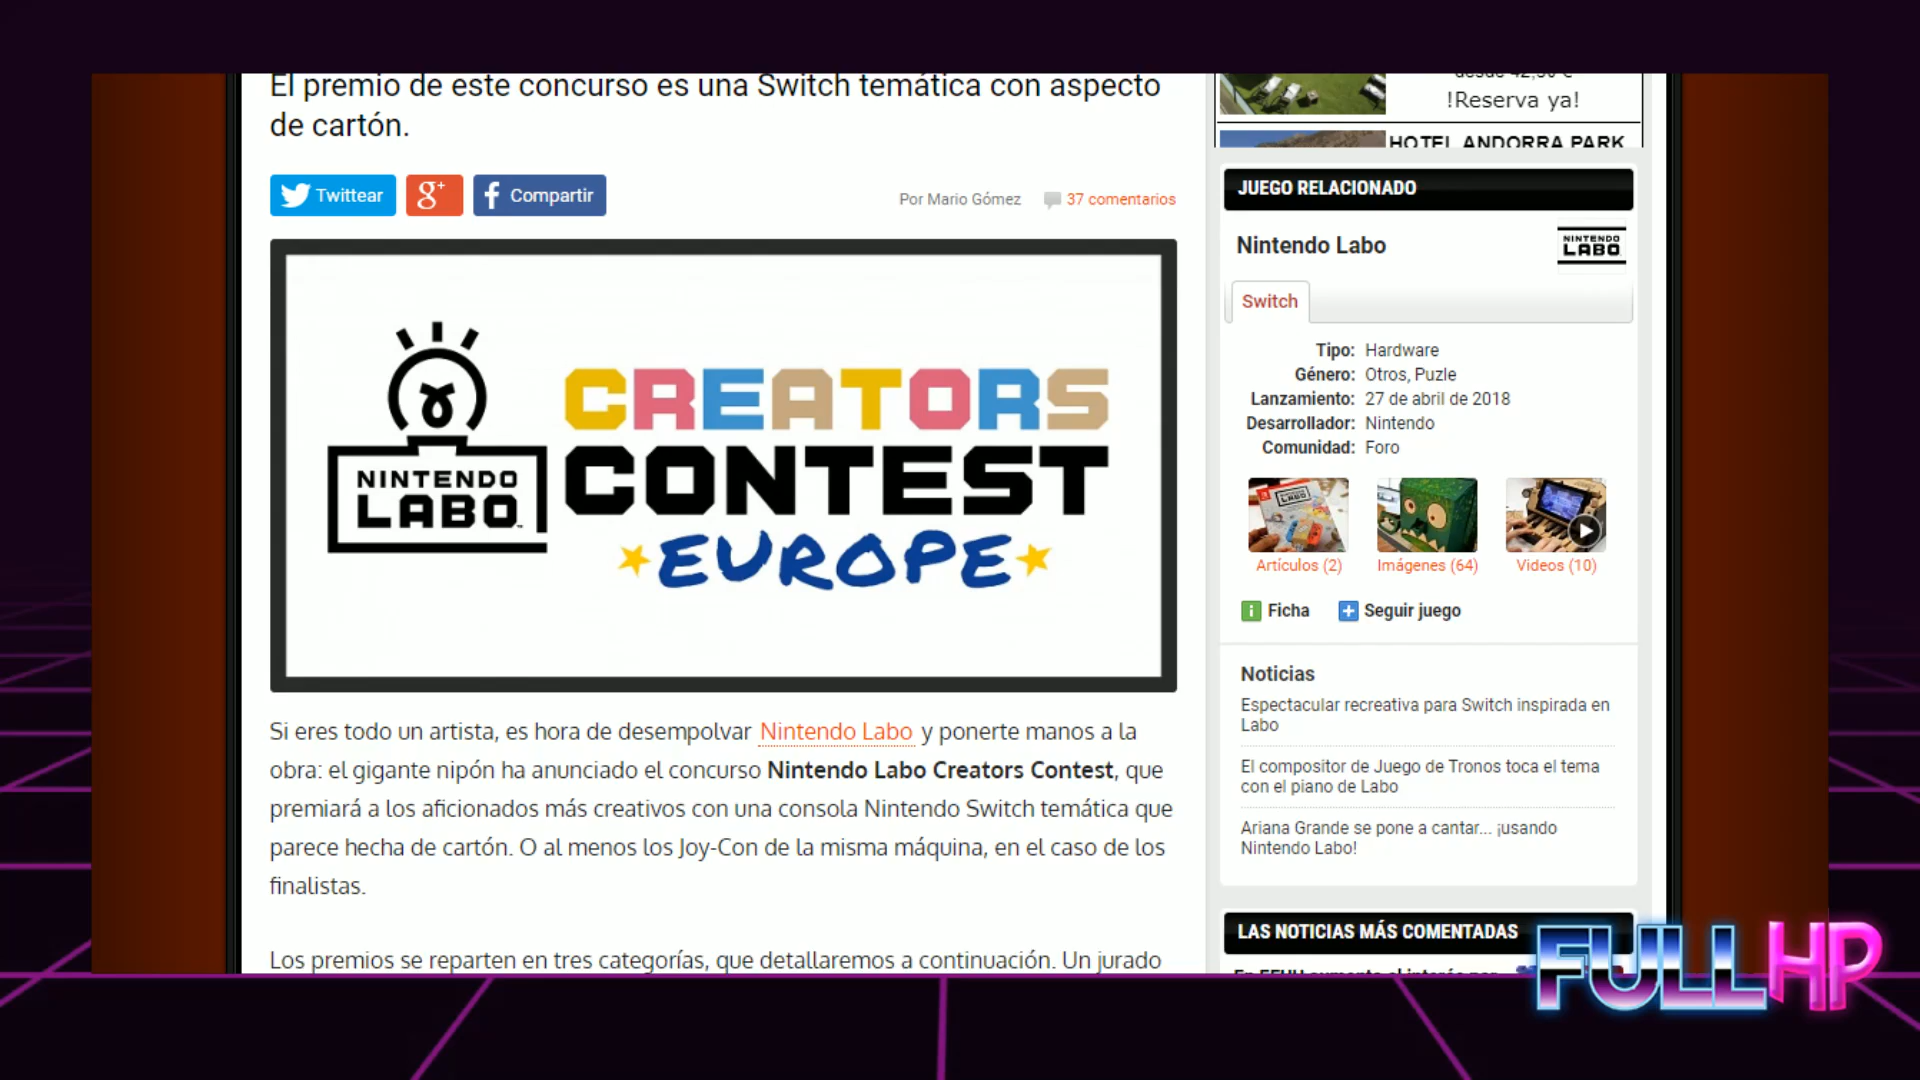 El premio de este concurso es una Switch temática con aspecto
de cartón.
Twittear
g+
Compartir
Por Mario Gómez
37 comentarios
NINTENDO
LABO
CREATORS
CONTEST
EUROPE
Si eres todo un artista, es hora de desempolvar Nintendo Labo y ponerte manos a la
obra: el gigante nipón ha anunciado el concurso Nintendo Labo Creators Contest, que
premiará a los aficionados más creativos con una consola Nintendo Switch temática que
parece hecha de cartón. O al menos los Joy-Con de la misma máquina, en el caso de los
finalistas.
Los premios se reparten en tres categorías, que detallaremos a continuación. Un jurado
!Reserva ya!
HOTEL ANDORRA PARK
JUEGO RELACIONADO
Nintendo Labo
NINTENDO
LABO
Switch
Tipo: Hardware
Género: Otros, Puzle
Lanzamiento: 27 de abril de 2018
Desarrollador: Nintendo
Comunidad: Foro
Artículos (2)
Imágenes (64)
Videos (10)
Ficha
Seguir juego
Noticias
Espectacular recreativa para Switch inspirada en
Labo
El compositor de Juego de Tronos toca el tema
con el piano de Labo
Ariana Grande se pone a cantar... ¡usando
Nintendo Labo!
LAS NOTICIAS MÁS COMENTADAS
FULL HP